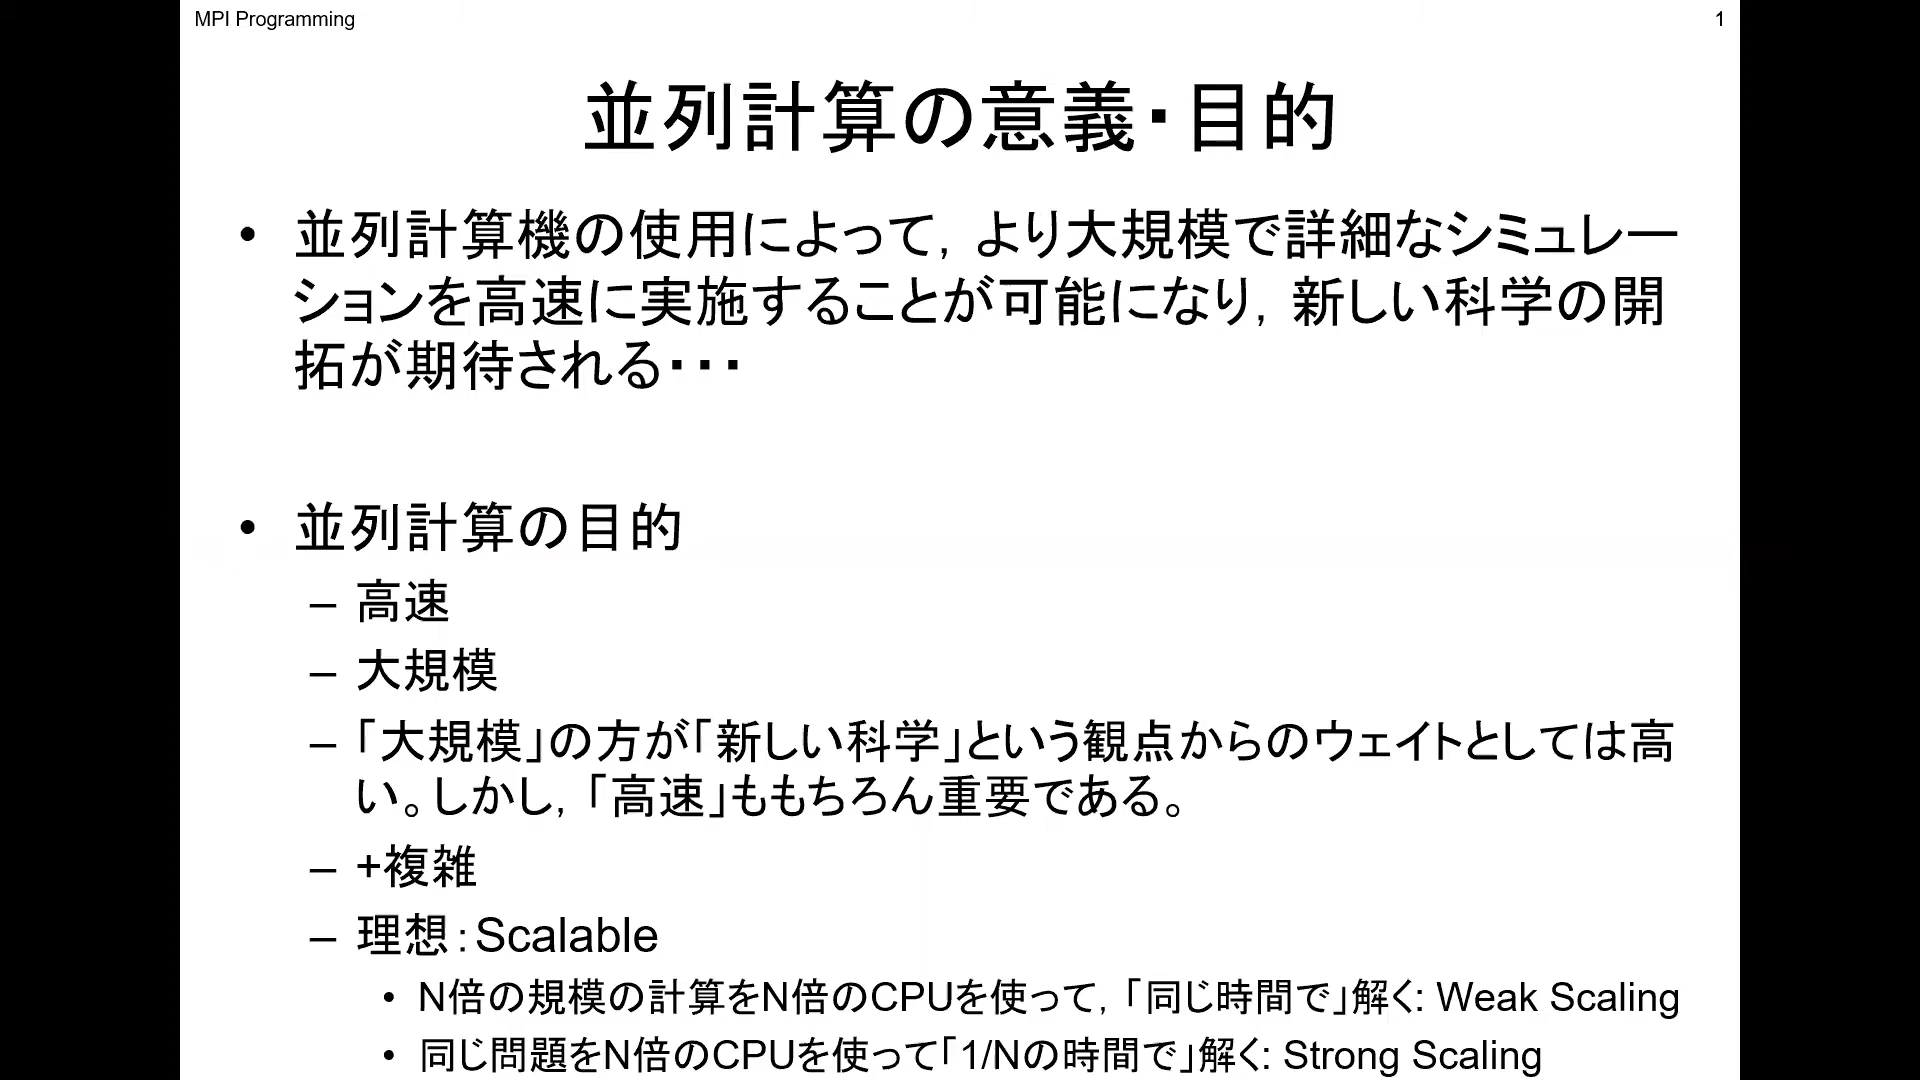 MPI Programming
1
並列計算の意義・目的
• 並列計算機の使用によって，より大規模で詳細なシミュレー
ションを高速に実施することが可能になり，新しい科学の開
拓が期待される・・・
• 並列計算の目的
– 高速
– 大規模
– 「大規模」の方が「新しい科学」という観点からのウェイトとしては高
い。しかし，「高速」ももちろん重要である。
– +複雑
– 理想：Scalable
• N倍の規模の計算をN倍のCPUを使って，「同じ時間で」解く: Weak Scaling
• 同じ問題をN倍のCPUを使って「1/Nの時間で」解く: Strong Scaling